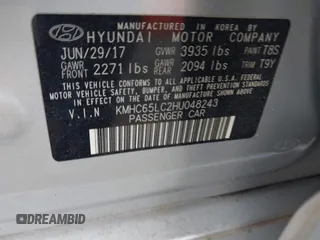 MADE IN KOREA
HYUNDAI MOTOR COMPANY
JUN/29/17 GVWR 3935 lbs PAINT T8S
GAWR FRONT 2271 lbs GAWR REAR 2094 lbs TRIM T9Y
THIS VEHICLE CONFORMS TO ALL APPLICABLE
FEDERAL MOTOR VEHICLE SAFETY, BUMPER, AND
THEFT PREVENTION STANDARDS IN EFFECT ON THE
DATE OF MANUFACTURE SHOWN ABOVE.
V.I.N KMHC65LC2HU048243
PASSENGER CAR
DREAMBID